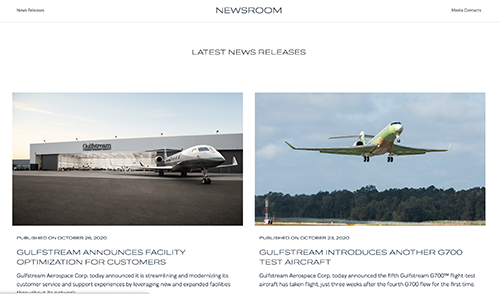 News Releases
NEWSROOM
Media Contacts
LATEST NEWS RELEASES
Gulfstream
PUBLISHED ON OCTOBER 26, 2020
GULFSTREAM ANNOUNCES FACILITY
OPTIMIZATION FOR CUSTOMERS
Gulfstream Aerospace Corp. today announced it is streamlining and modernizing its
customer service and support experiences by leveraging new and expanded facilities
PUBLISHED ON OCTOBER 23, 2020
GULFSTREAM INTRODUCES ANOTHER G700
TEST AIRCRAFT
Gulfstream Aerospace Corp. today announced the fifth Gulfstream G700™ flight-test
aircraft has taken flight, just three weeks after the fourth G700 flew for the first time.